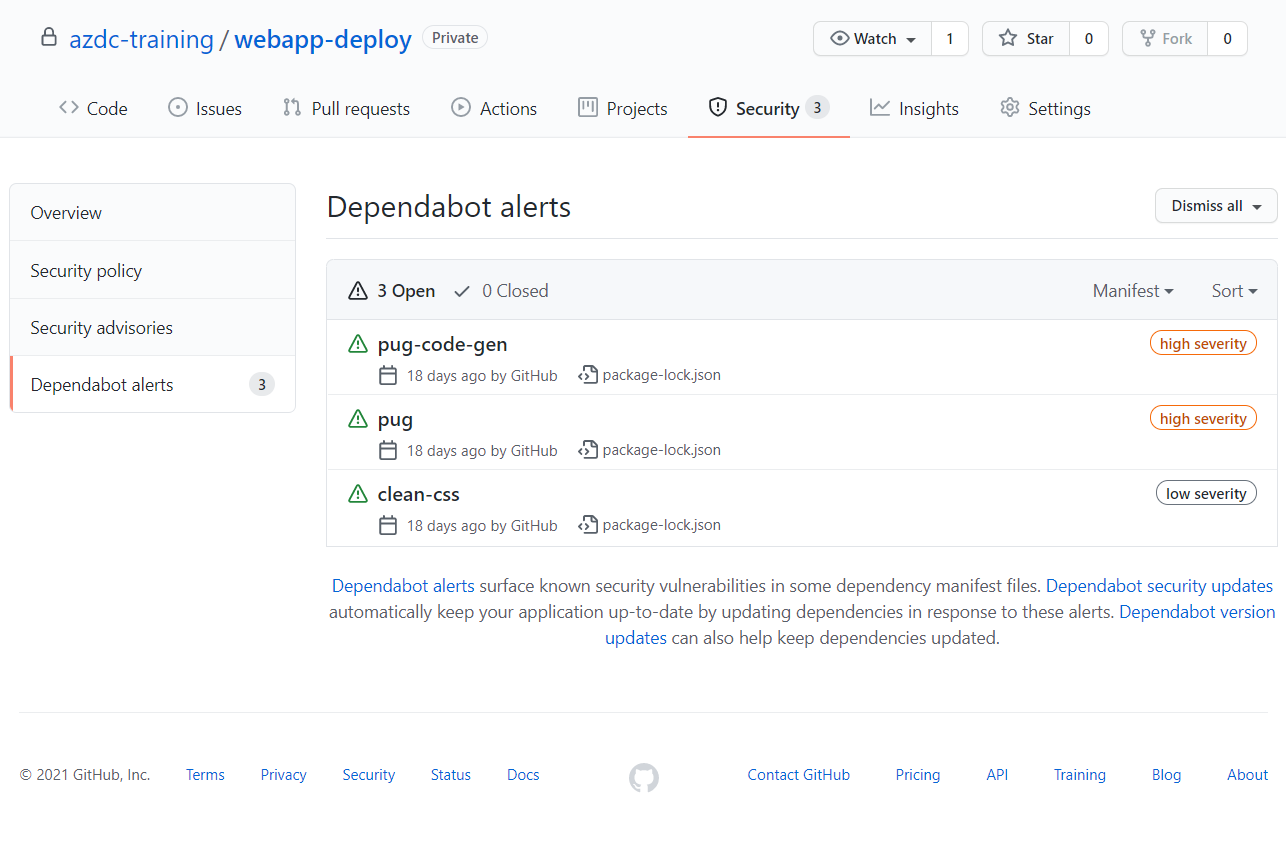 azdc-training / webapp-deploy Private Watch 1 Star 0 Fork 0
Code Issues Pull requests Actions Projects Security 3 Insights Settings
Overview
Security policy
Security advisories
Dependabot alerts 3
Dependabot alerts Dismiss all
3 Open 0 Closed Manifest Sort
pug-code-gen high severity
18 days ago by GitHub package-lock.json
pug high severity
18 days ago by GitHub package-lock.json
clean-css low severity
18 days ago by GitHub package-lock.json
Dependabot alerts surface known security vulnerabilities in some dependency manifest files. Dependabot security updates
automatically keep your application up-to-date by updating dependencies in response to these alerts. Dependabot version
updates can also help keep dependencies updated.
© 2021 GitHub, Inc. Terms Privacy Security Status Docs Contact GitHub Pricing API Training Blog About